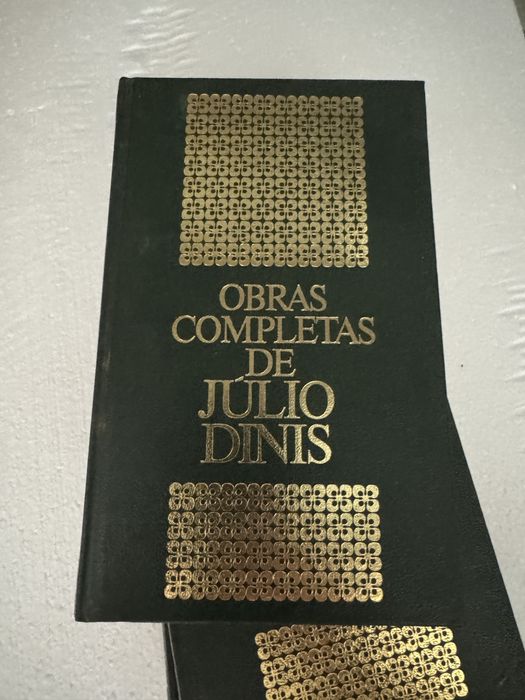 OBRAS
COMPLETAS
DE
JÚLIO
DINIS